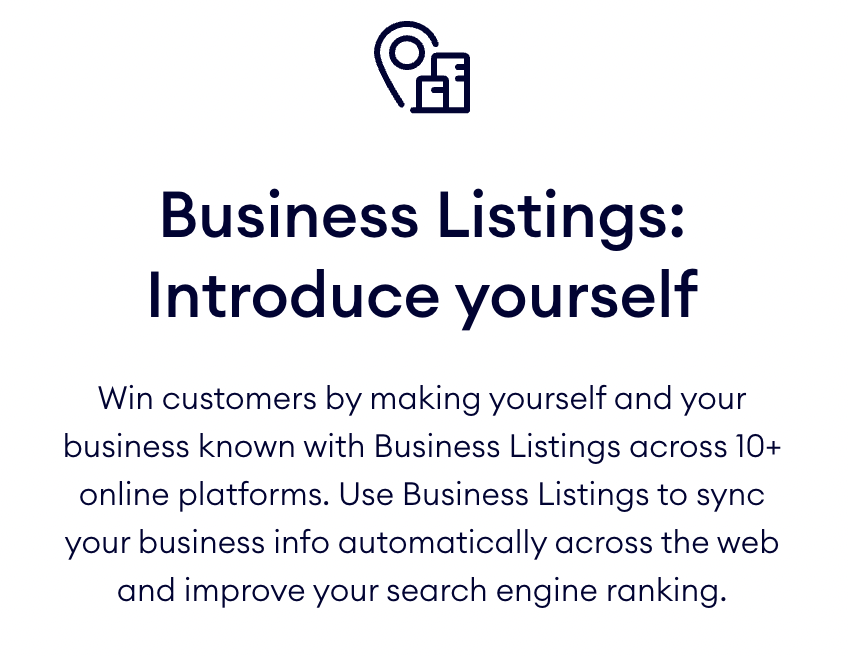 Business Listings:
Introduce yourself
Win customers by making yourself and your
business known with Business Listings across 10+
online platforms. Use Business Listings to sync
your business info automatically across the web
and improve your search engine ranking.